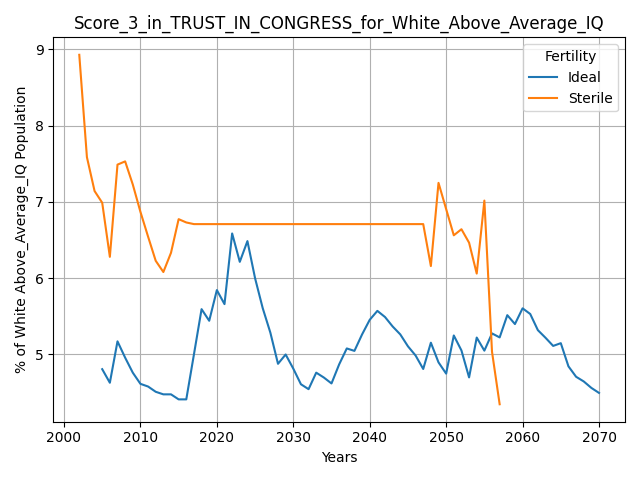 Score_3_in_TRUST_IN_CONGRESS_for_White_Above_Average_IQ
% of White Above_Average_IQ Population
9
8
7
6
5
Fertility
Ideal
Sterile
2000 2010 2020 2030 2040 2050 2060 2070
Years